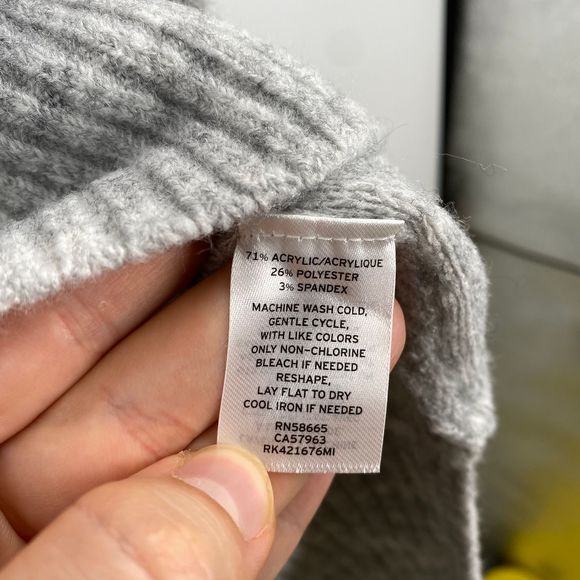 71% ACRYLIC/ACRYLIQUE
26% POLYESTER
3% SPANDEX
MACHINE WASH COLD,
GENTLE CYCLE,
WITH LIKE COLORS
ONLY NON-CHLORINE
BLEACH IF NEEDED
RESHAPE,
LAY FLAT TO DRY
COOL IRON IF NEEDED
RN58665
CA57963
RK421676MI